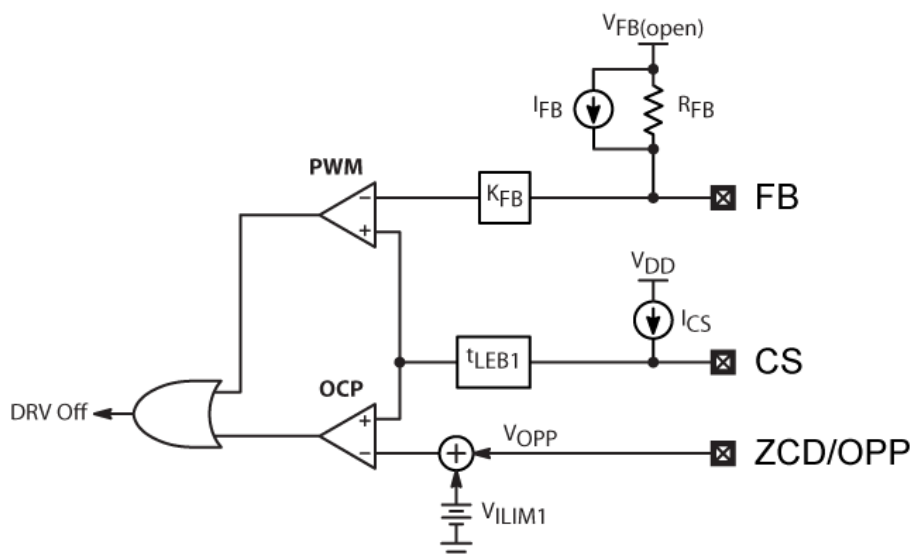 VFB(open)
IFB
RFB
PWM
−
KFB
FB
+
VDD
ICS
tLEB1
CS
OCP
+
DRV Off
−
VOPP
ZCD/OPP
+
VILIM1